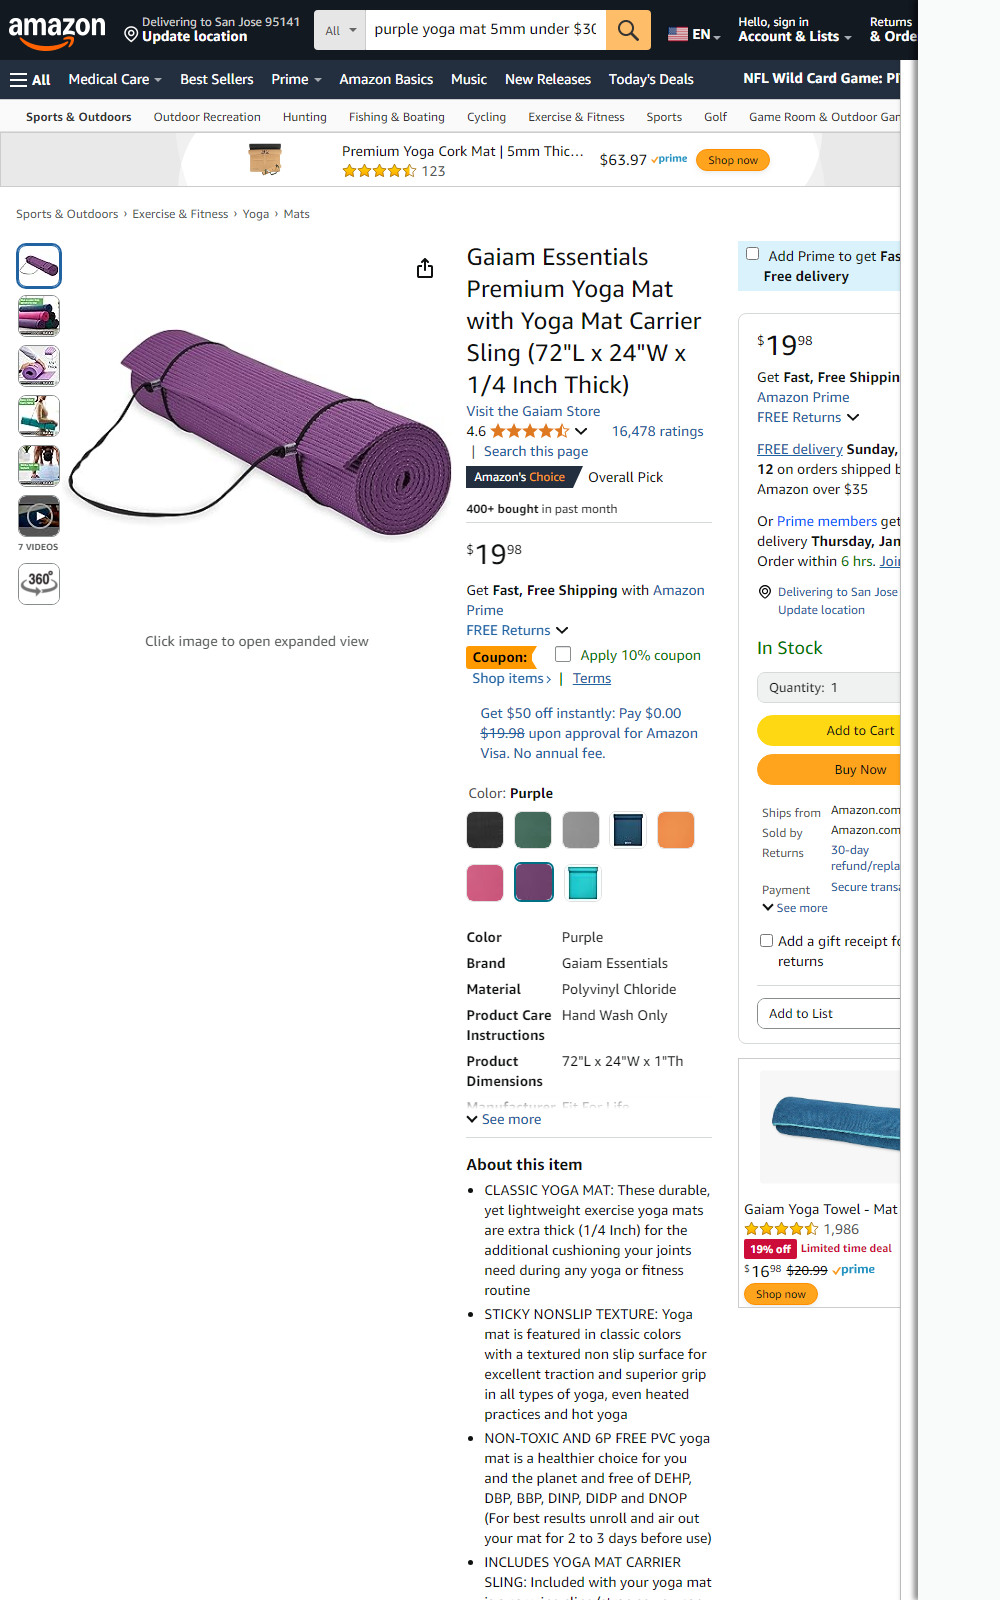 amazon
Delivering to San Jose 95141
Update location
All
purple yoga mat 5mm under $30
EN
Hello, sign in
Account & Lists
Returns
& Orde
All
Medical Care
Best Sellers
Prime
Amazon Basics
Music
New Releases
Today's Deals
NFL Wild Card Game: PI
Sports & Outdoors
Outdoor Recreation
Hunting
Fishing & Boating
Cycling
Exercise & Fitness
Sports
Golf
Game Room & Outdoor Gam
Premium Yoga Cork Mat | 5mm Thic...
123
$63.97 prime
Shop now
Sports & Outdoors › Exercise & Fitness › Yoga › Mats
7 VIDEOS
360°
Click image to open expanded view
Gaiam Essentials
Premium Yoga Mat
with Yoga Mat Carrier
Sling (72"L x 24"W x
1/4 Inch Thick)
Visit the Gaiam Store
4.6 16,478 ratings
| Search this page
Amazon's Choice Overall Pick
400+ bought in past month
$19 98
Get Fast, Free Shipping with Amazon
Prime
FREE Returns
Coupon: Apply 10% coupon
Shop items › | Terms
Get $50 off instantly: Pay $0.00
$19.98 upon approval for Amazon
Visa. No annual fee.
Color: Purple
Color Purple
Brand Gaiam Essentials
Material Polyvinyl Chloride
Product Care Hand Wash Only
Instructions
Product 72"L x 24"W x 1"Th
Dimensions
Manufacturer Fit For Life
See more
About this item
• CLASSIC YOGA MAT: These durable,
yet lightweight exercise yoga mats
are extra thick (1/4 Inch) for the
additional cushioning your joints
need during any yoga or fitness
routine
• STICKY NONSLIP TEXTURE: Yoga
mat is featured in classic colors
with a textured non slip surface for
excellent traction and superior grip
in all types of yoga, even heated
practices and hot yoga
• NON-TOXIC AND 6P FREE PVC yoga
mat is a healthier choice for you
and the planet and free of DEHP,
DBP, BBP, DINP, DIDP and DNOP
(For best results unroll and air out
your mat for 2 to 3 days before use)
• INCLUDES YOGA MAT CARRIER
SLING: Included with your yoga mat
Add Prime to get Fas
Free delivery
$19 98
Get Fast, Free Shippin
Amazon Prime
FREE Returns
FREE delivery Sunday,
12 on orders shipped b
Amazon over $35
Or Prime members get
delivery Thursday, Jan
Order within 6 hrs. Joi
Delivering to San Jose
Update location
In Stock
Quantity: 1
Add to Cart
Buy Now
Ships from Amazon.com
Sold by Amazon.com
Returns 30-day
refund/repla
Payment Secure transa
See more
Add a gift receipt fo
returns
Add to List
Gaiam Yoga Towel - Mat
1,986
19% off Limited time deal
$16 98 $20.99 prime
Shop now